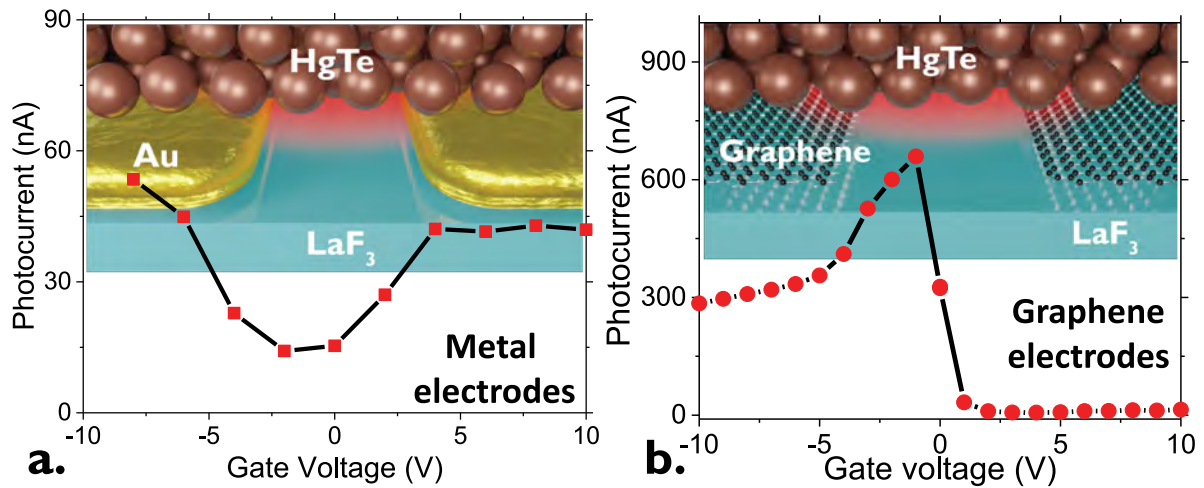 90
60
30
0
Photocurrent (nA)
-10
-5
0
5
10
Gate Voltage (V)
HgTe
Au
LaF3
Metal
electrodes
a.
900
600
300
0
Photocurrent (nA)
-10
-5
0
5
10
Gate voltage (V)
HgTe
Graphene
LaF3
Graphene
electrodes
b.